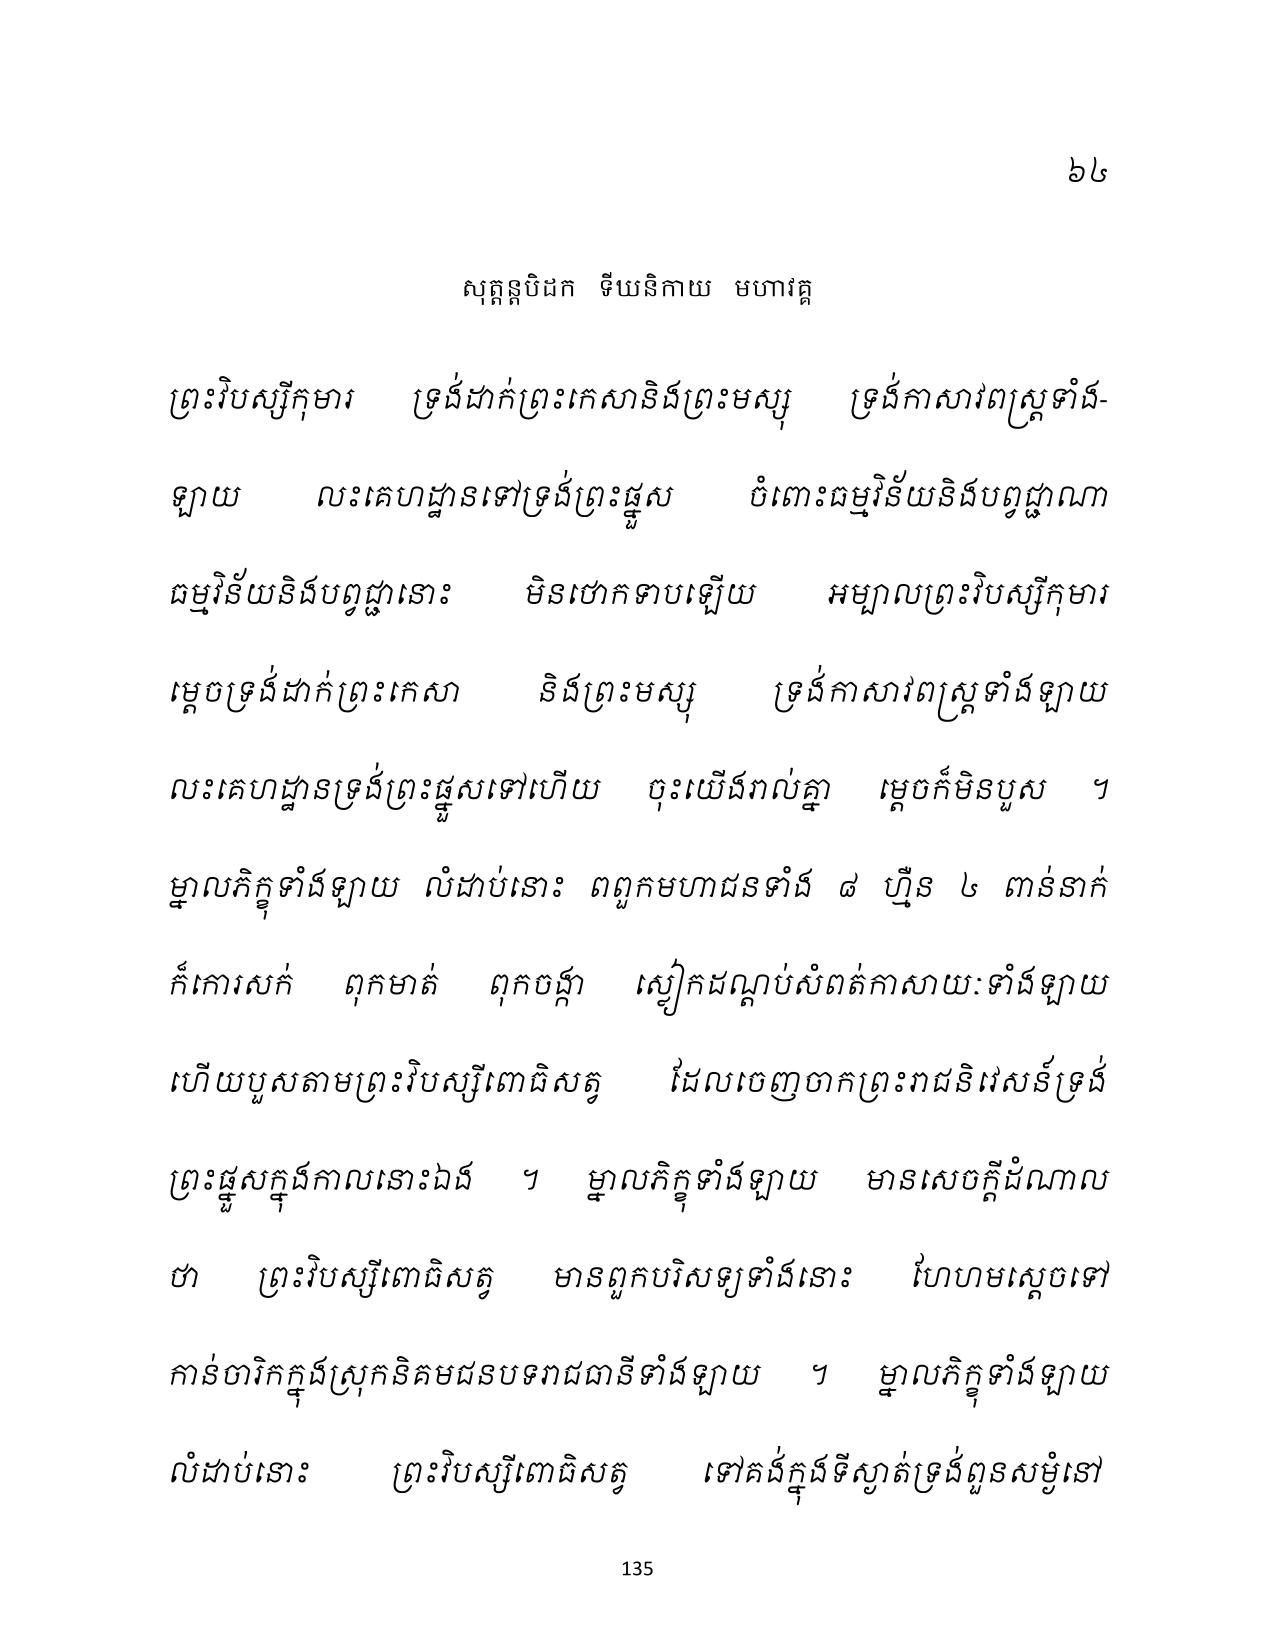 ៦៤
សុត្តន្តបិដក ទីឃនិកាយ មហាវគ្គ
ព្រះវិបស្សីកុមារ ទ្រង់ដាក់ព្រះកេសានិងព្រះមស្សុ ទ្រង់កាសាវពស្ត្រទាំង-
ឡាយ លះគេហដ្ឋានទៅទ្រង់ព្រះផ្នួស ចំពោះធម្មវិន័យនិងបព្វជ្ជាណា
ធម្មវិន័យនិងបព្វជ្ជានោះ មិនថោកទាបឡើយ អម្បាលព្រះវិបស្សីកុមារ
ម្តេចទ្រង់ដាក់ព្រះកេសា និងព្រះមស្សុ ទ្រង់កាសាវពស្ត្រទាំងឡាយ
លះគេហដ្ឋានទ្រង់ព្រះផ្នួសទៅហើយ ចុះយើងរាល់គ្នា ម្តេចក៏មិនបួស ។
ម្នាលភិក្ខុទាំងឡាយ លំដាប់នោះ ពពួកមហាជនទាំង ៨ ហ្មឺន ៤ ពាន់នាក់
ក៏កោរសក់ ពុកមាត់ ពុកចង្កា ស្លៀកដណ្តប់សំពត់កាសាយៈទាំងឡាយ
ហើយបួសតាមព្រះវិបស្សីពោធិសត្វ ដែលចេញចាកព្រះរាជនិវេសន៍ទ្រង់
ព្រះផ្នួសក្នុងកាលនោះឯង ។ ម្នាលភិក្ខុទាំងឡាយ មានសេចក្តីដំណាល
ថា ព្រះវិបស្សីពោធិសត្វ មានពួកបរិសទ្យទាំងនោះ ហែហមស្តេចទៅ
កាន់ចារិកក្នុងស្រុកនិគមជនបទរាជធានីទាំងឡាយ ។ ម្នាលភិក្ខុទាំងឡាយ
លំដាប់នោះ ព្រះវិបស្សីពោធិសត្វ ទៅគង់ក្នុងទីស្ងាត់ទ្រង់ពួនសម្ងំនៅ
135